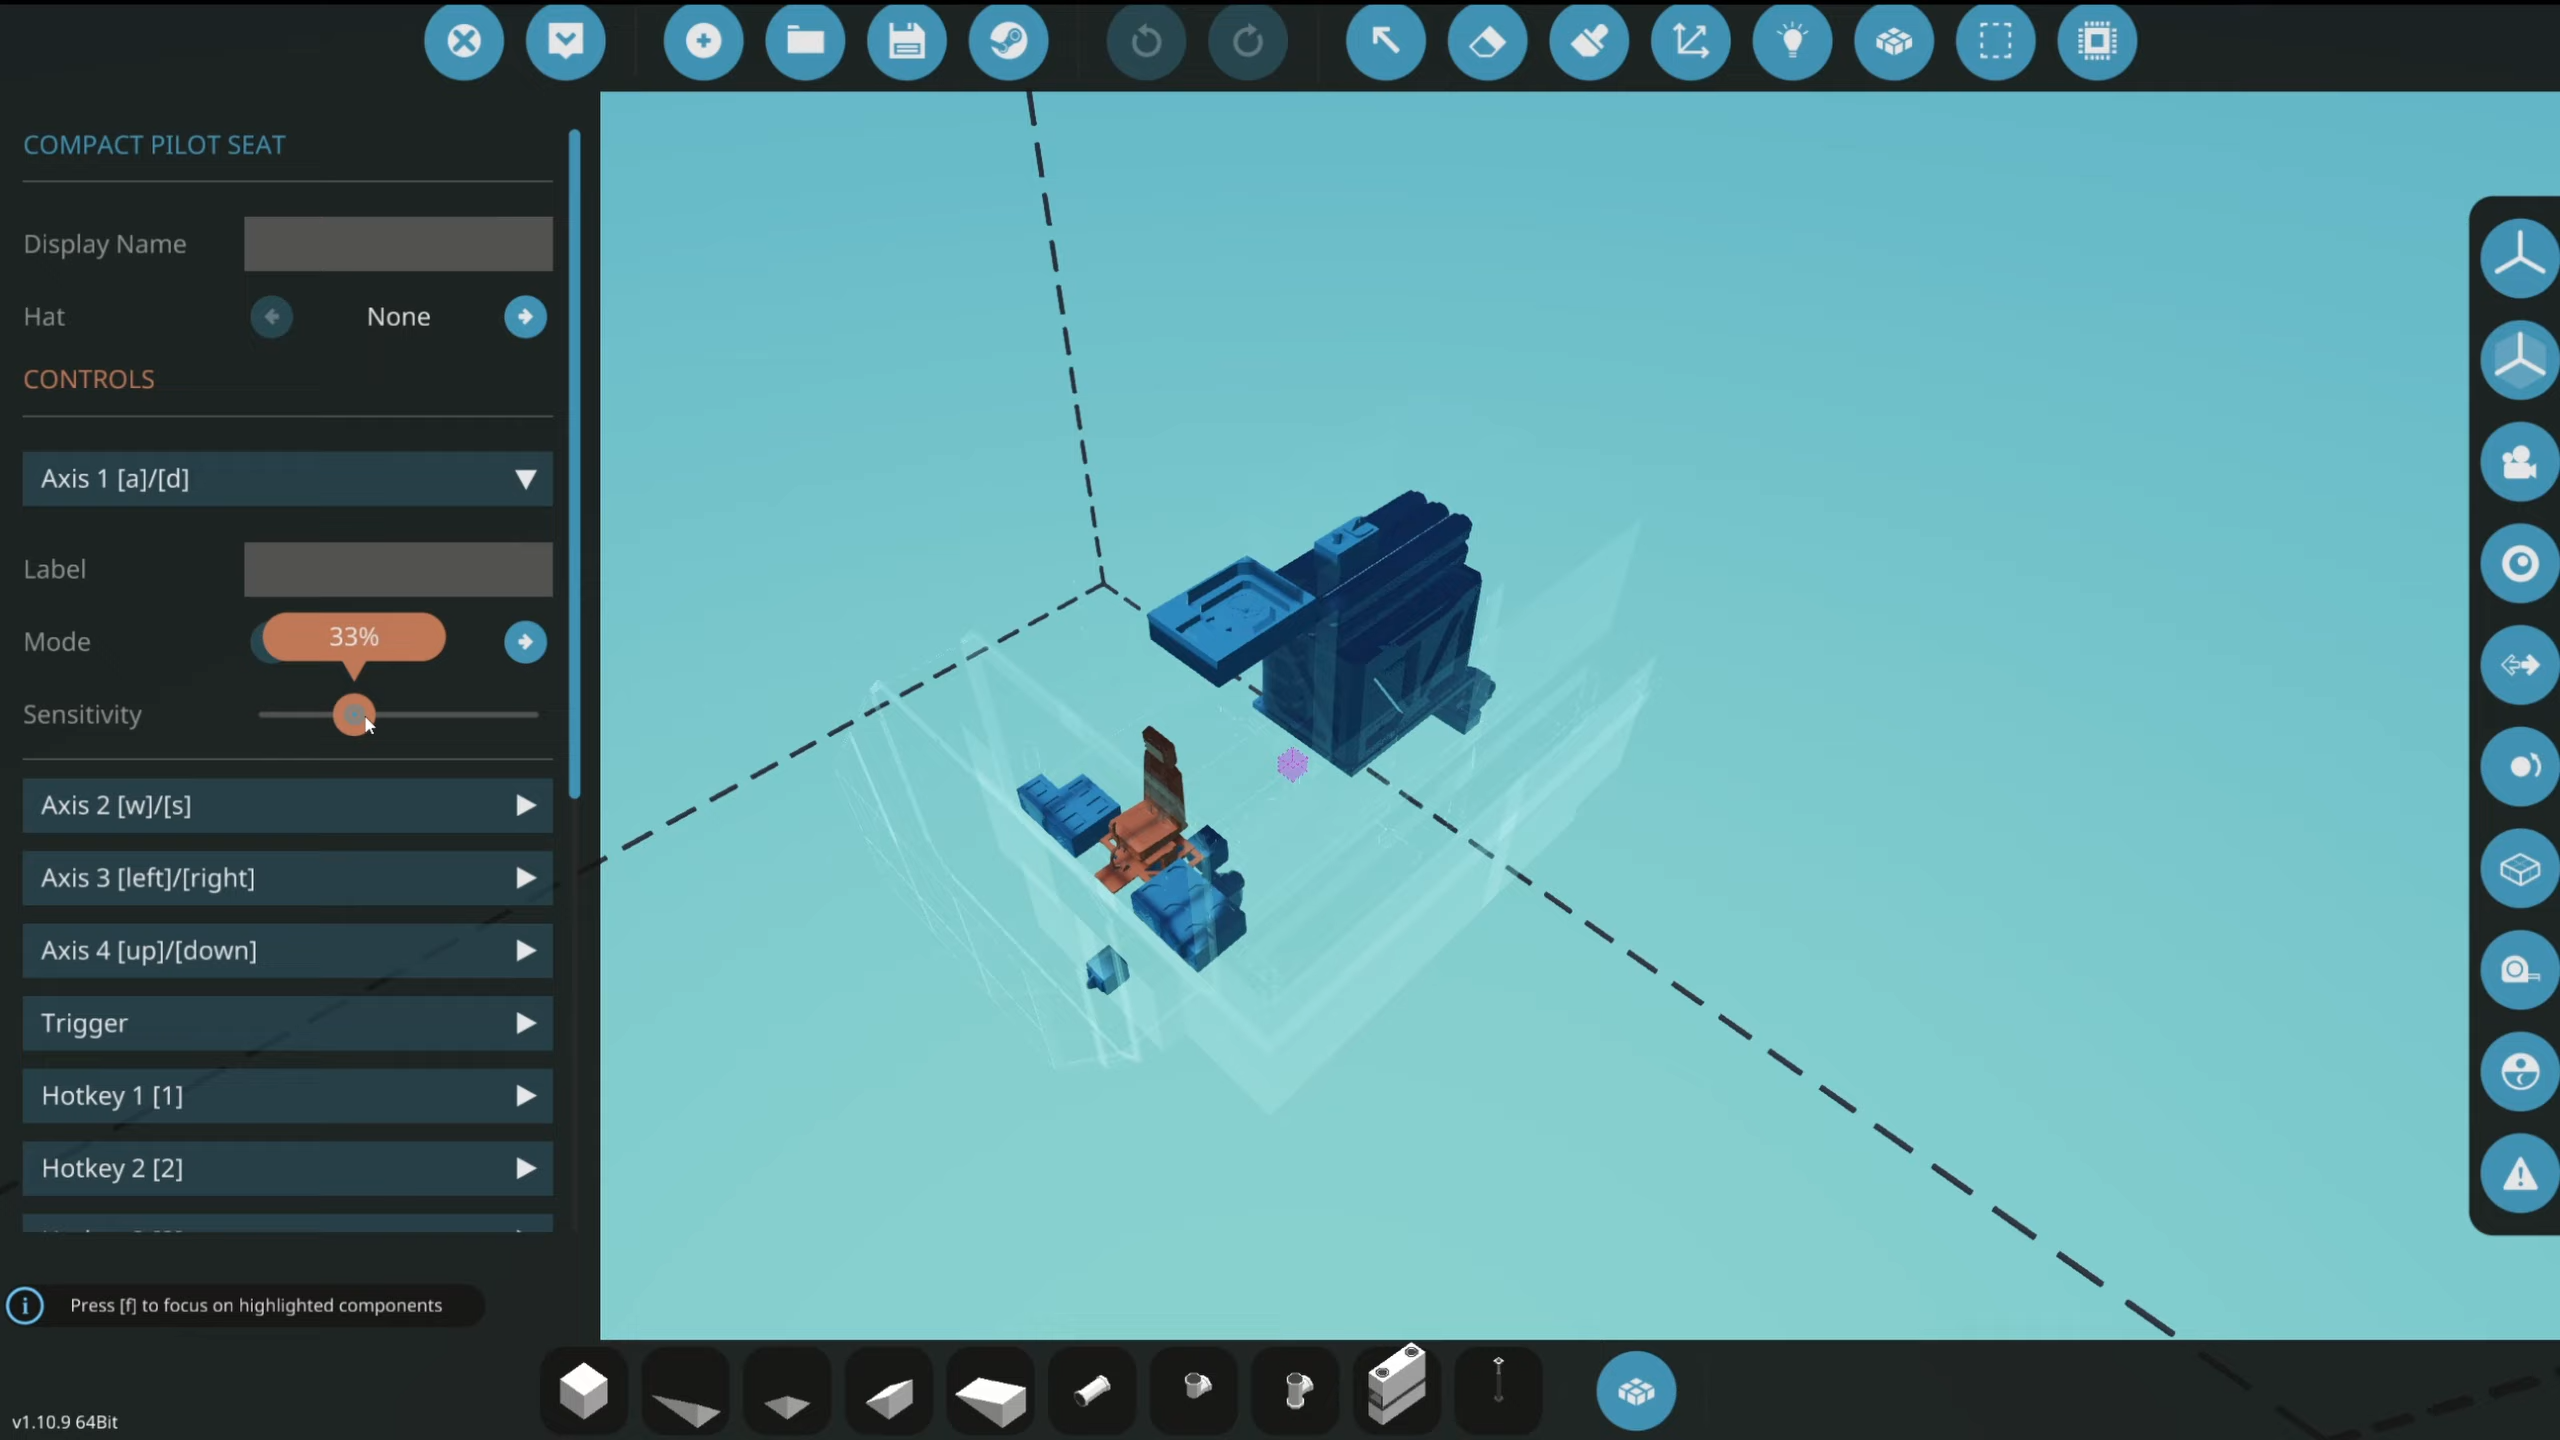 COMPACT PILOT SEAT
Display Name
Hat
None
CONTROLS
Axis 1 [a]/[d]
Label
Mode
33%
Sensitivity
Axis 2 [w]/[s]
Axis 3 [left]/[right]
Axis 4 [up]/[down]
Trigger
Hotkey 1 [1]
Hotkey 2 [2]
Press [f] to focus on highlighted components
v1.10.9 64Bit